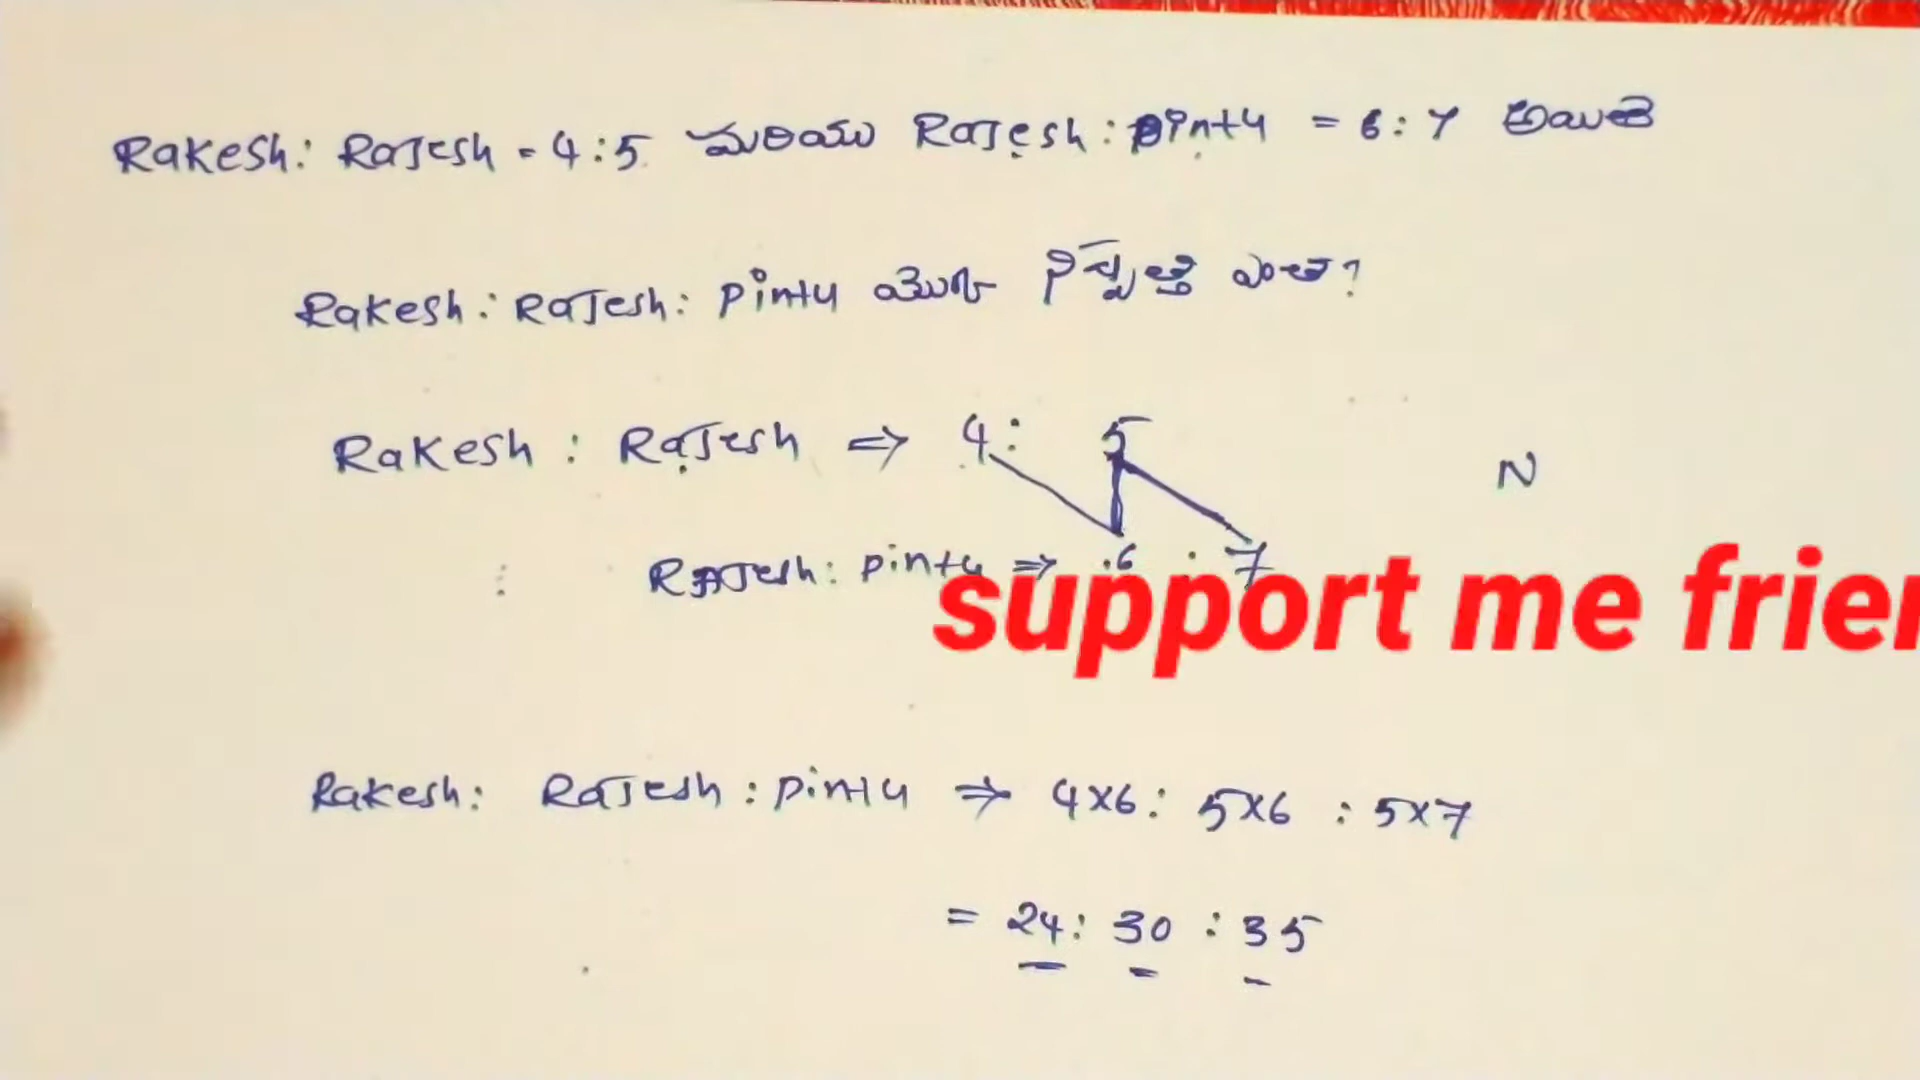 Rakesh: Rajesh = 4:5 మరియు Rajesh: pintu = 6:7 అయితె
Rakesh: Rajesh: pintu యొక్క నిష్పత్తి ఎంత?
Rakesh : Rajesh ⇒ 4: 5
N
Rajesh: pintu ⇒ 6 : 7
support me frien
Rakesh: Rajesh : pintu ⇒ 4x6: 5x6 : 5x7
= 24: 30 : 35